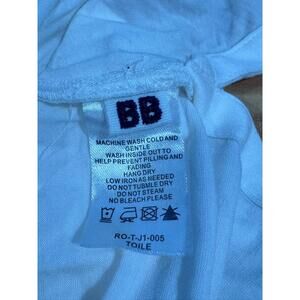 BB
MACHINE WASH COLD AND
GENTLE
WASH INSIDE OUT TO
HELP PREVENT PILLING AND
FADING
HANG DRY
LOW IRON AS NEEDED
DO NOT TUBMLE DRY
DO NOT STEAM
NO BLEACH PLEASE
RO-T-J1-005
TOILE